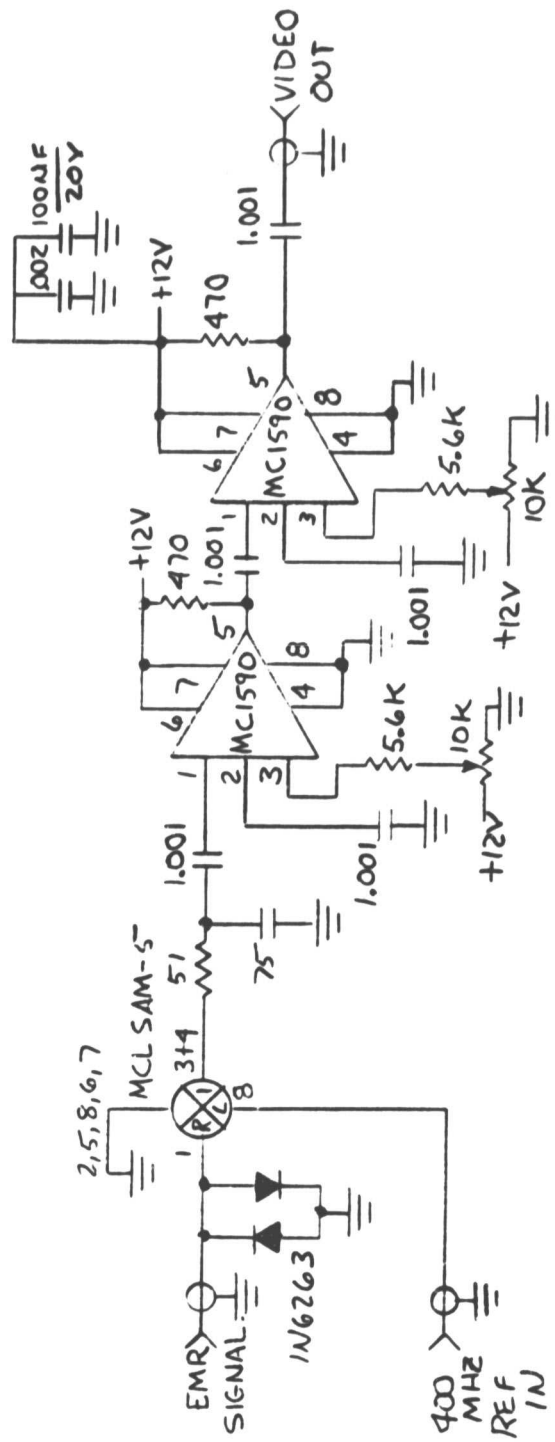 EMR
SIGNAL
1N6263
400
MHZ
REF
IN
2,5,8,6,7
MCL SAM-5
1
R
I
L
3+4
8
51
75
1.001
1
2
3
MC1590
6
7
5
4
8
+12V
470
1.001
5.6K
10K
+12V
1.001
1
2
3
MC1590
6
7
5
4
8
+12V
470
.002
100NF
20V
1.001
5.6K
10K
+12V
1.001
VIDEO
OUT